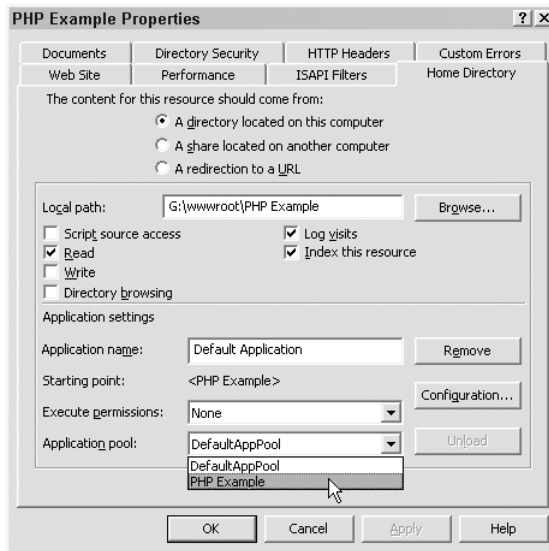 PHP Example Properties ? x
Documents Directory Security HTTP Headers Custom Errors
Web Site Performance ISAPI Filters Home Directory
The content for this resource should come from:
A directory located on this computer
A share located on another computer
A redirection to a URL
Local path: G:\wwwroot\PHP Example Browse...
Script source access Log visits
Read Index this resource
Write
Directory browsing
Application settings
Application name: Default Application Remove
Starting point: <PHP Example>
Configuration...
Execute permissions: None
Application pool: DefaultAppPool Unload
DefaultAppPool
PHP Example
OK Cancel Apply Help